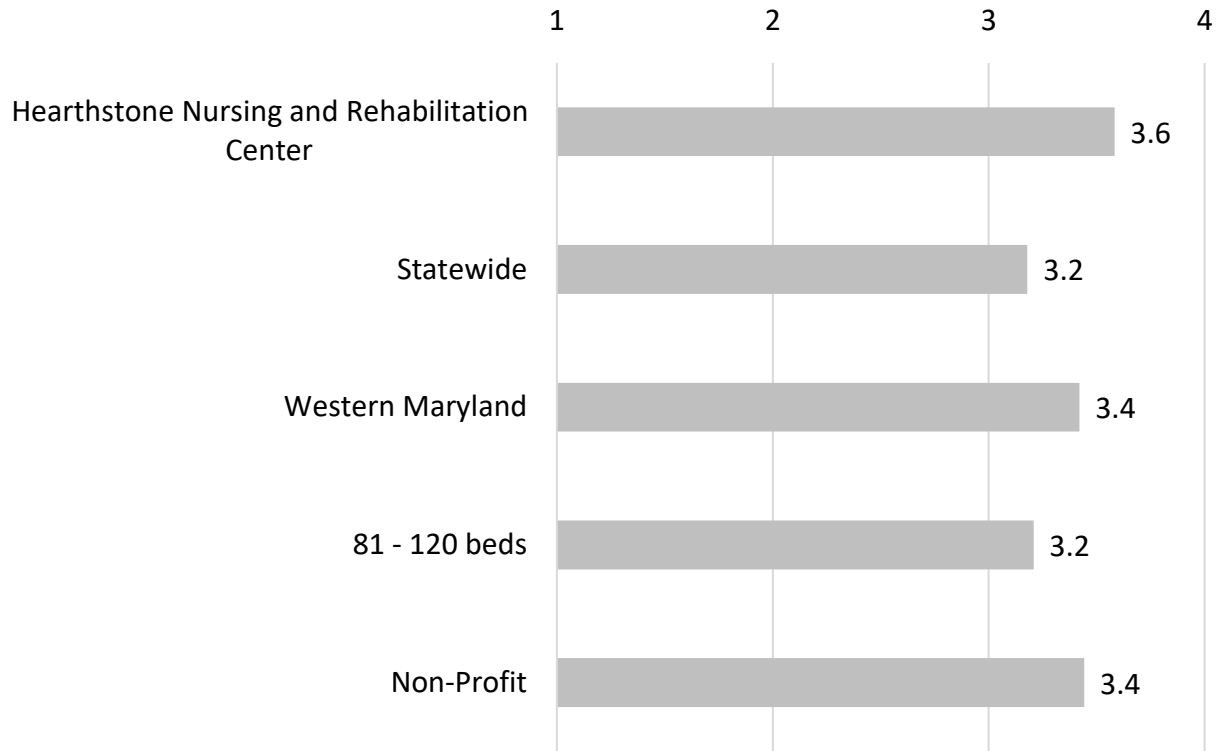 1 2 3 4
Hearthstone Nursing and Rehabilitation
Center
3.6
Statewide
3.2
Western Maryland
3.4
81 - 120 beds
3.2
Non-Profit
3.4